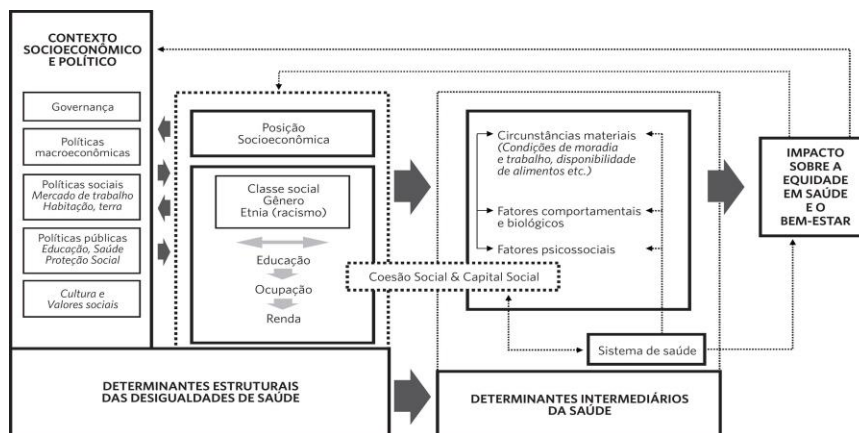 CONTEXTO
SOCIOECONÔMICO
E POLÍTICO
Governança
Políticas
macroeconômicas
Políticas sociais
Mercado de trabalho
Habitação, terra
Políticas públicas
Educação, Saúde
Proteção Social
Cultura e
Valores sociais
Posição
Socioeconômica
Classe social
Gênero
Etnia (racismo)
Educação
Ocupação
Renda
Circunstâncias materiais
(Condições de moradia
e trabalho, disponibilidade
de alimentos etc.)
Fatores comportamentais
e biológicos
Fatores psicossociais
Coesão Social & Capital Social
Sistema de saúde
IMPACTO
SOBRE A
EQUIDADE
EM SAÚDE
E O
BEM-ESTAR
DETERMINANTES ESTRUTURAIS
DAS DESIGUALDADES DE SAÚDE
DETERMINANTES INTERMEDIÁRIOS
DA SAÚDE